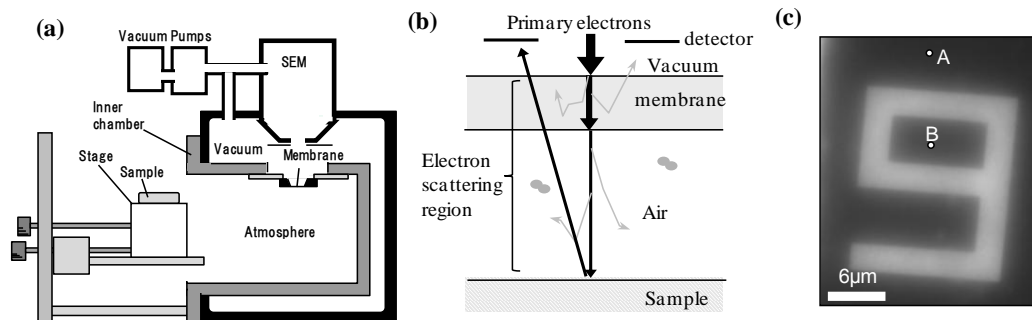 (a)
Vacuum Pumps
SEM
Inner
chamber
Vacuum
Membrane
Stage
Sample
Atmosphere
(b)
Primary electrons
detector
Vacuum
membrane
Electron
scattering
region
Air
Sample
(c)
A
B
6μm